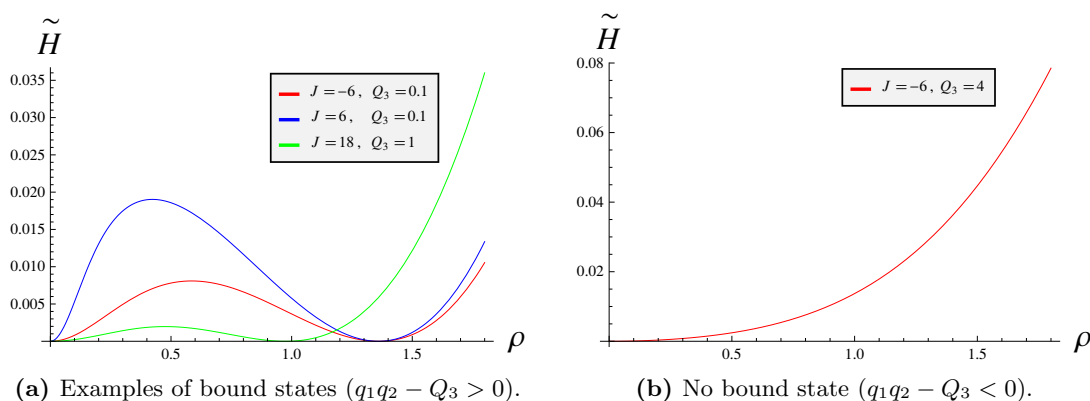 H̃
0.035
0.030
0.025
0.020
0.015
0.010
0.005
0.5
1.0
1.5
ρ
J = −6 , Q₃ = 0.1
J = 6 , Q₃ = 0.1
J = 18 , Q₃ = 1
(a) Examples of bound states (q₁q₂ − Q₃ > 0).
H̃
0.08
0.06
0.04
0.02
0.5
1.0
1.5
ρ
J = −6 , Q₃ = 4
(b) No bound state (q₁q₂ − Q₃ < 0).